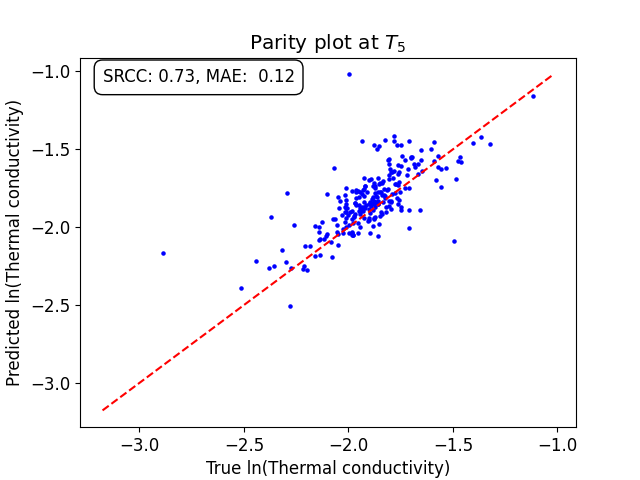 Parity plot at T5
SRCC: 0.73, MAE:  0.12
Predicted ln(Thermal conductivity)
−1.0
−1.5
−2.0
−2.5
−3.0
−3.0 −2.5 −2.0 −1.5 −1.0
True ln(Thermal conductivity)